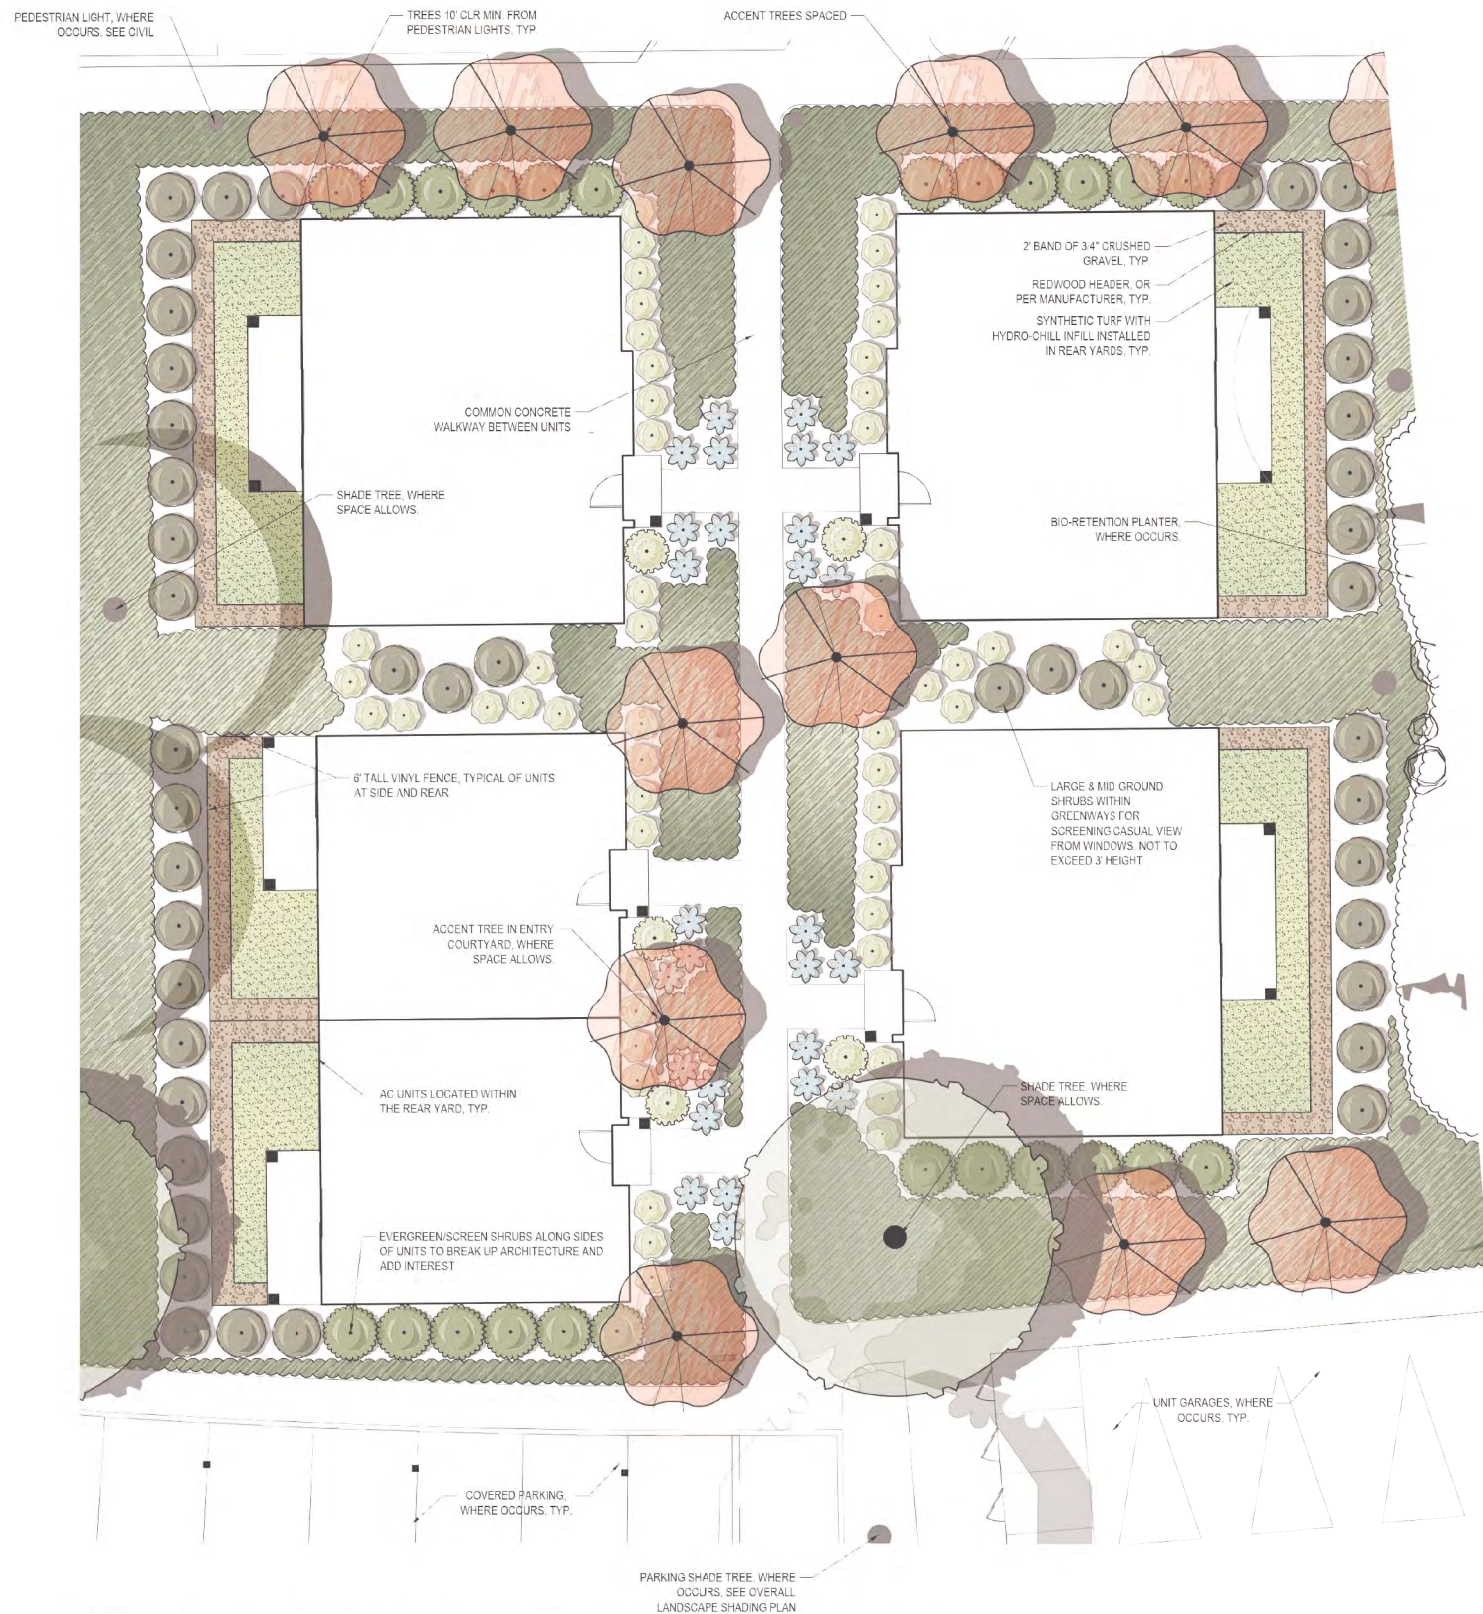 PEDESTRIAN LIGHT, WHERE
OCCURS. SEE CIVIL
TREES 10' CLR MIN. FROM
PEDESTRIAN LIGHTS, TYP.
ACCENT TREES SPACED
2' BAND OF 3/4" CRUSHED
GRAVEL, TYP.
REDWOOD HEADER, OR
PER MANUFACTURER, TYP.
SYNTHETIC TURF WITH
HYDRO-CHILL INFILL INSTALLED
IN REAR YARDS, TYP.
COMMON CONCRETE
WALKWAY BETWEEN UNITS
SHADE TREE, WHERE
SPACE ALLOWS.
BIO-RETENTION PLANTER,
WHERE OCCURS.
6' TALL VINYL FENCE, TYPICAL OF UNITS
AT SIDE AND REAR
LARGE & MID GROUND
SHRUBS WITHIN
GREENWAYS FOR
SCREENING CASUAL VIEW
FROM WINDOWS. NOT TO
EXCEED 3' HEIGHT
ACCENT TREE IN ENTRY
COURTYARD, WHERE
SPACE ALLOWS.
AC UNITS LOCATED WITHIN
THE REAR YARD, TYP.
SHADE TREE, WHERE
SPACE ALLOWS.
EVERGREEN/SCREEN SHRUBS ALONG SIDES
OF UNITS TO BREAK UP ARCHITECTURE AND
ADD INTEREST
UNIT GARAGES, WHERE
OCCURS, TYP.
COVERED PARKING,
WHERE OCCURS, TYP.
PARKING SHADE TREE, WHERE
OCCURS, SEE OVERALL
LANDSCAPE SHADING PLAN